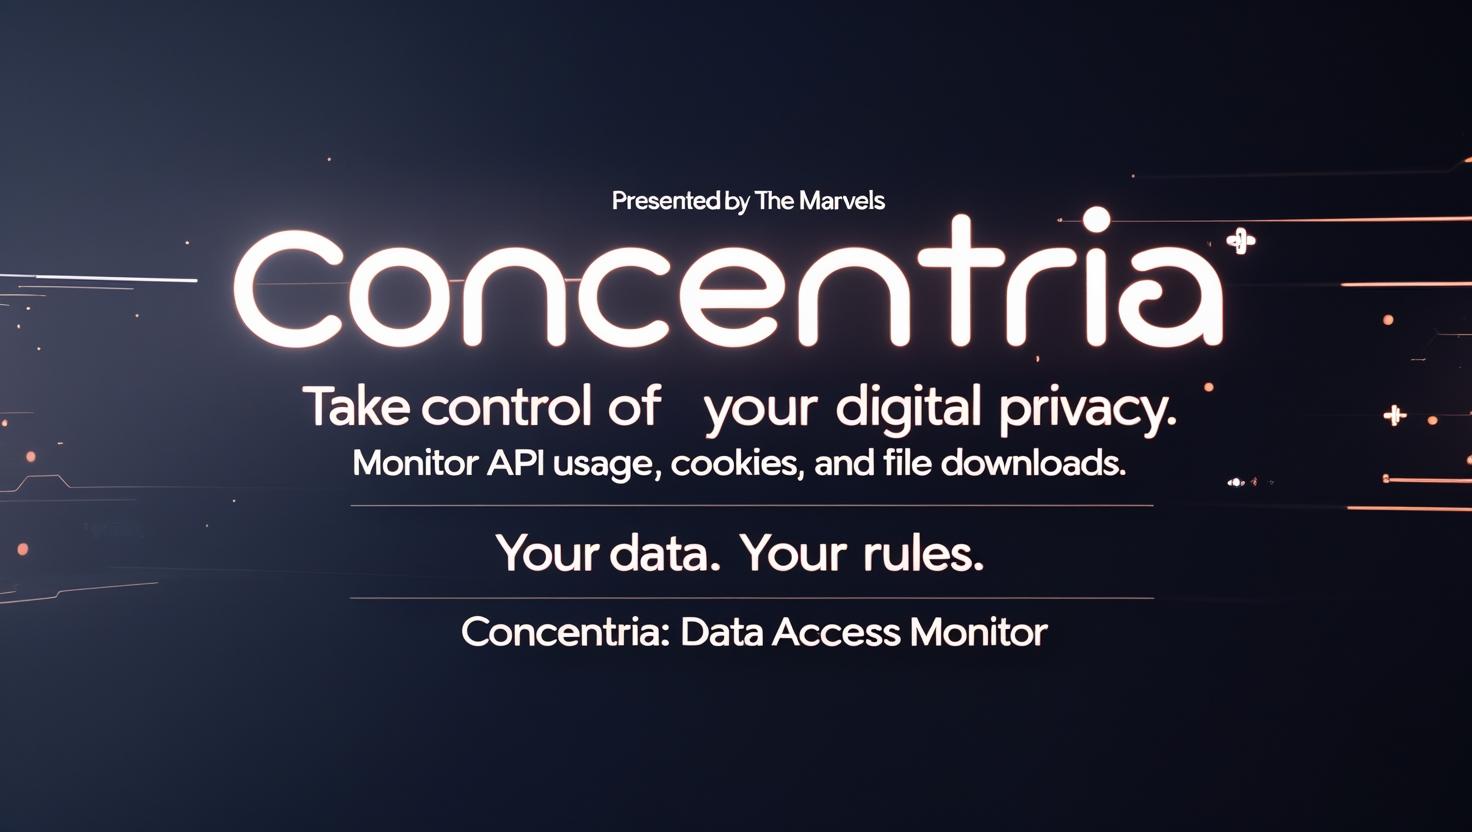 Presented by The Marvels
Concentria
Take control of your digital privacy.
Monitor API usage, cookies, and file downloads.
Your data. Your rules.
Concentria: Data Access Monitor